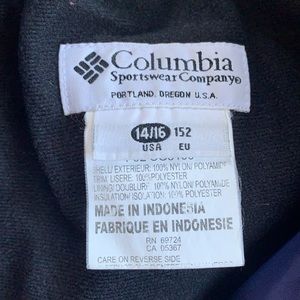 Columbia
Sportswear Company®
PORTLAND, OREGON U.S.A.
14/16 152
USA EU
SHELL/ EXTERIEUR: 100% NYLON/ POLYAMIDE
TRIM/ LISERE: 100% POLYESTER
LINING/DOUBLURE: 100% NYLON/ POLYAMIDE
INSULATION/ ISOLATION: 100% POLYESTER
MADE IN INDONESIA
FABRIQUE EN INDONESIE
RN 69724
CA 05367
CARE ON REVERSE SIDE